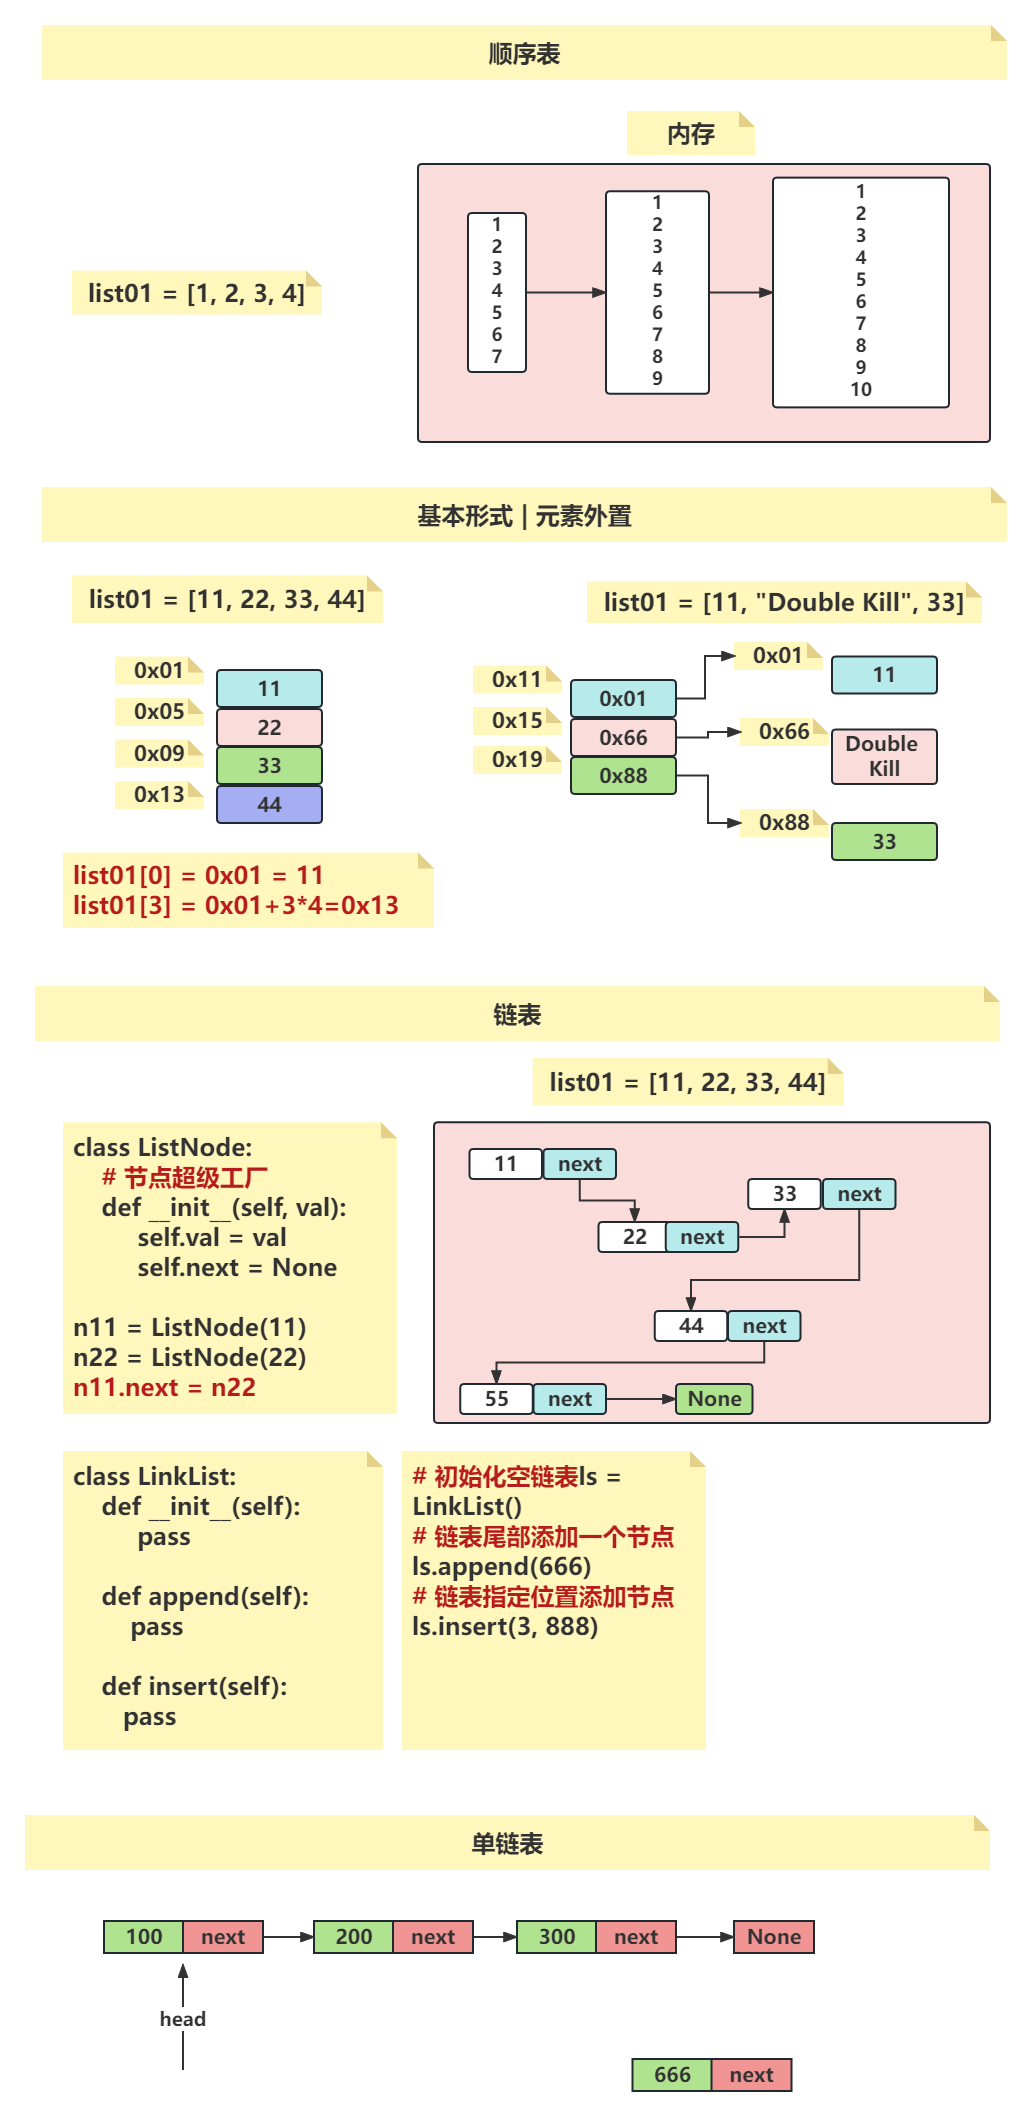 顺序表
内存
list01 = [1, 2, 3, 4]
1
2
3
4
5
6
7
1
2
3
4
5
6
7
8
9
1
2
3
4
5
6
7
8
9
10
基本形式 | 元素外置
list01 = [11, 22, 33, 44]
0x01
11
0x05
22
0x09
33
0x13
44
list01[0] = 0x01 = 11
list01[3] = 0x01+3*4=0x13
list01 = [11, "Double Kill", 33]
0x11
0x01
0x15
0x66
0x19
0x88
0x01
11
0x66
Double
Kill
0x88
33
链表
list01 = [11, 22, 33, 44]
class ListNode:
    # 节点超级工厂
    def __init__(self, val):
        self.val = val
        self.next = None
n11 = ListNode(11)
n22 = ListNode(22)
n11.next = n22
11 next
33 next
22 next
44 next
55 next
None
class LinkList:
    def __init__(self):
        pass
    def append(self):
        pass
    def insert(self):
       pass
# 初始化空链表ls =
LinkList()
# 链表尾部添加一个节点
ls.append(666)
# 链表指定位置添加节点
ls.insert(3, 888)
单链表
100 next
200 next
300 next
None
head
666 next